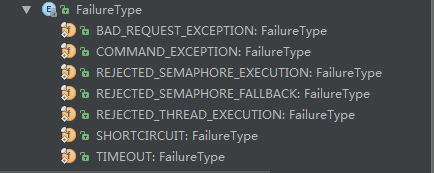 FailureType
BAD_REQUEST_EXCEPTION: FailureType
COMMAND_EXCEPTION: FailureType
REJECTED_SEMAPHORE_EXECUTION: FailureType
REJECTED_SEMAPHORE_FALLBACK: FailureType
REJECTED_THREAD_EXECUTION: FailureType
SHORTCIRCUIT: FailureType
TIMEOUT: FailureType